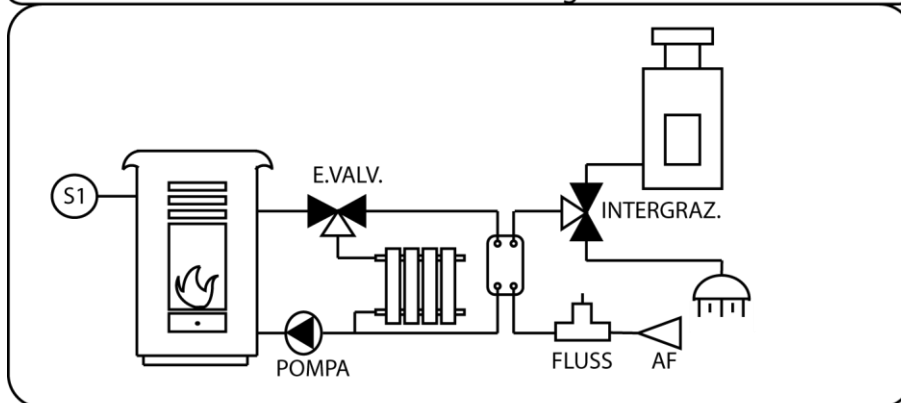 S1
E.VALV.
INTERGRAZ.
POMPA
FLUSS
AF